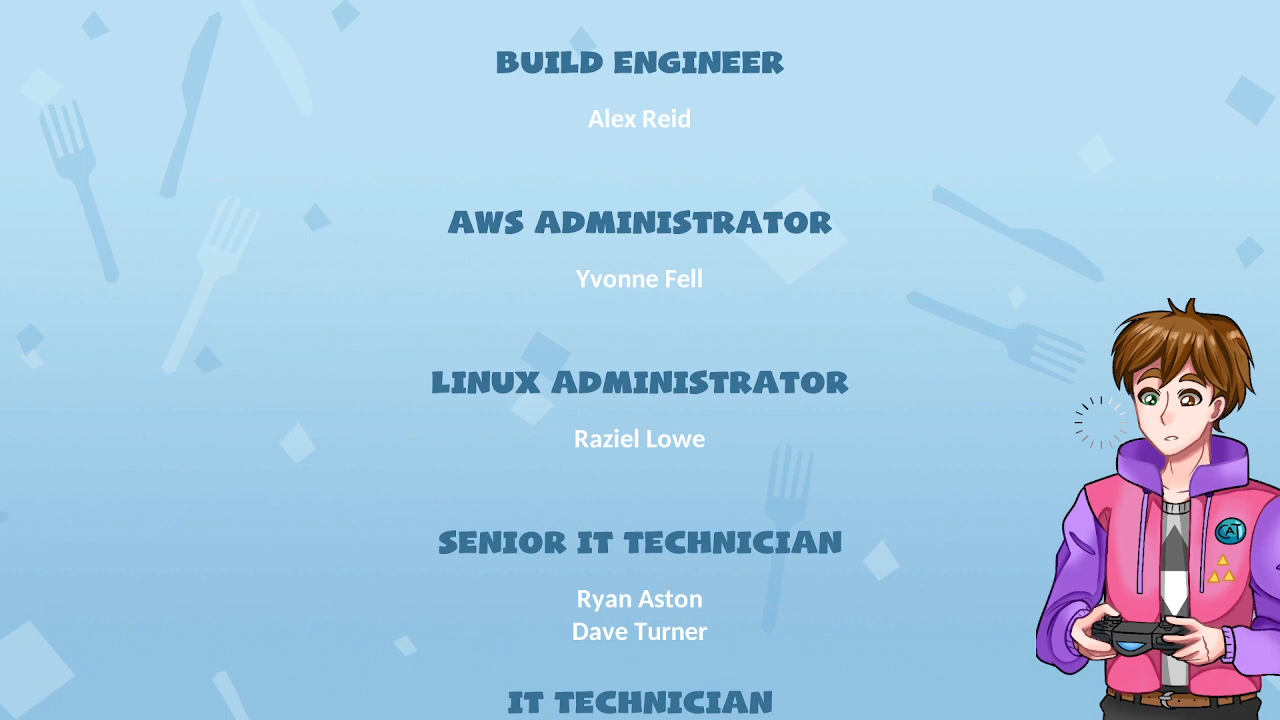 BUILD ENGINEER
Alex Reid
AWS ADMINISTRATOR
Yvonne Fell
LINUX ADMINISTRATOR
Raziel Lowe
SENIOR IT TECHNICIAN
Ryan Aston
Dave Turner
IT TECHNICIAN
CAT